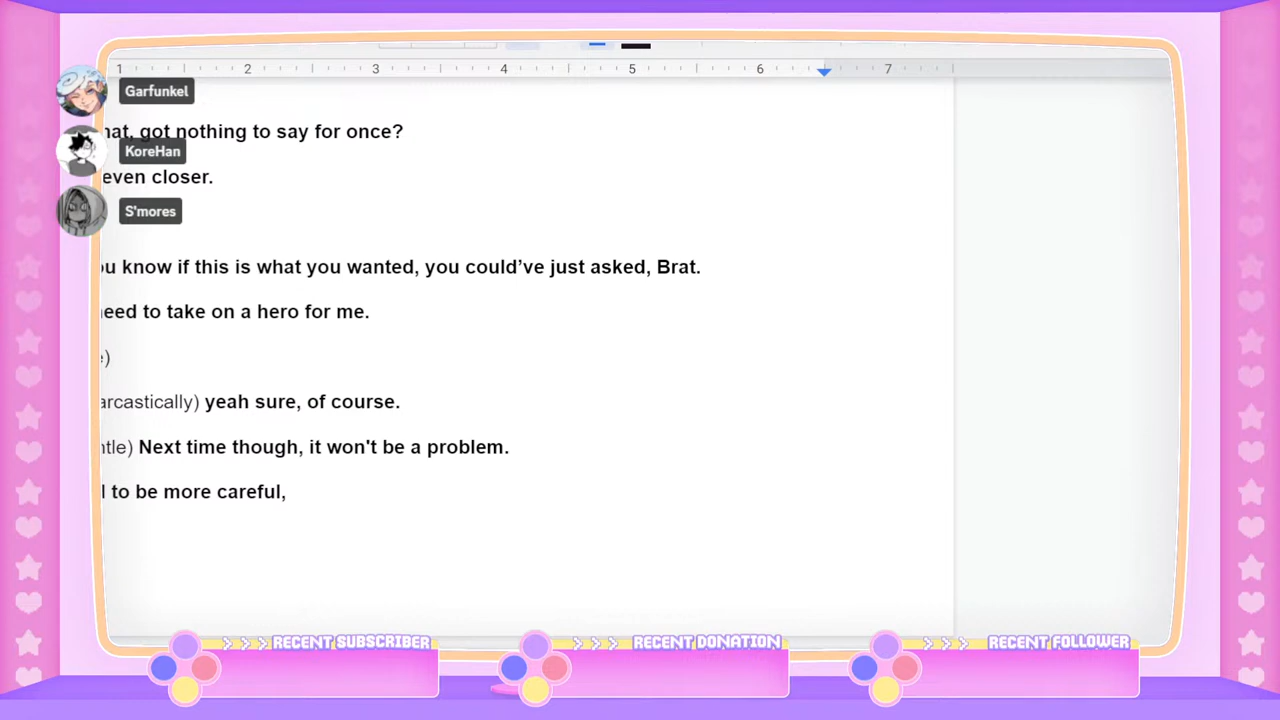 1 2 3 4 5 6 7
Garfunkel
hat, got nothing to say for once?
KoreHan
even closer.
S'mores
ou know if this is what you wanted, you could’ve just asked, Brat.
need to take on a hero for me.
e)
arcastically) yeah sure, of course.
ntle) Next time though, it won't be a problem.
l to be more careful,
RECENT SUBSCRIBER
RECENT DONATION
RECENT FOLLOWER